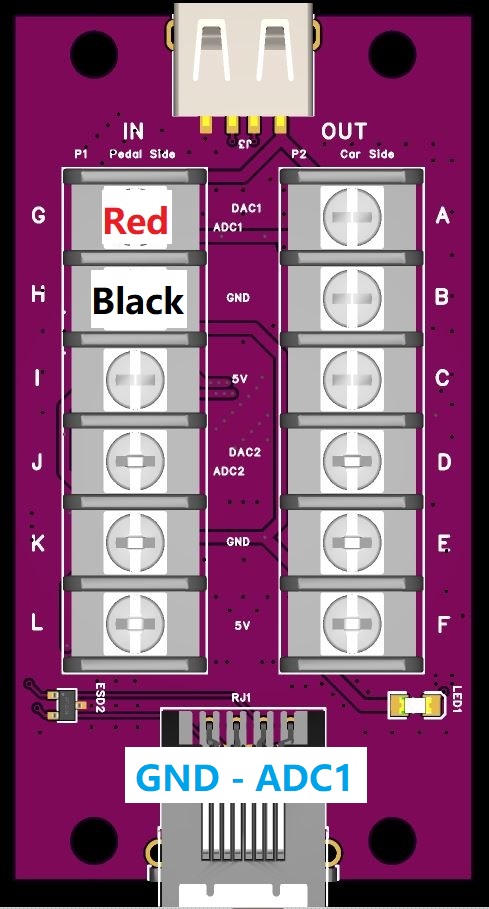 J3
IN OUT
P1 Pedal Side P2 Car Side
G Red DAC1 A
ADC1
H Black GND B
I 5V C
J DAC2 D
ADC2
K GND E
L 5V F
ESD2 RJ1 LED1
GND - ADC1